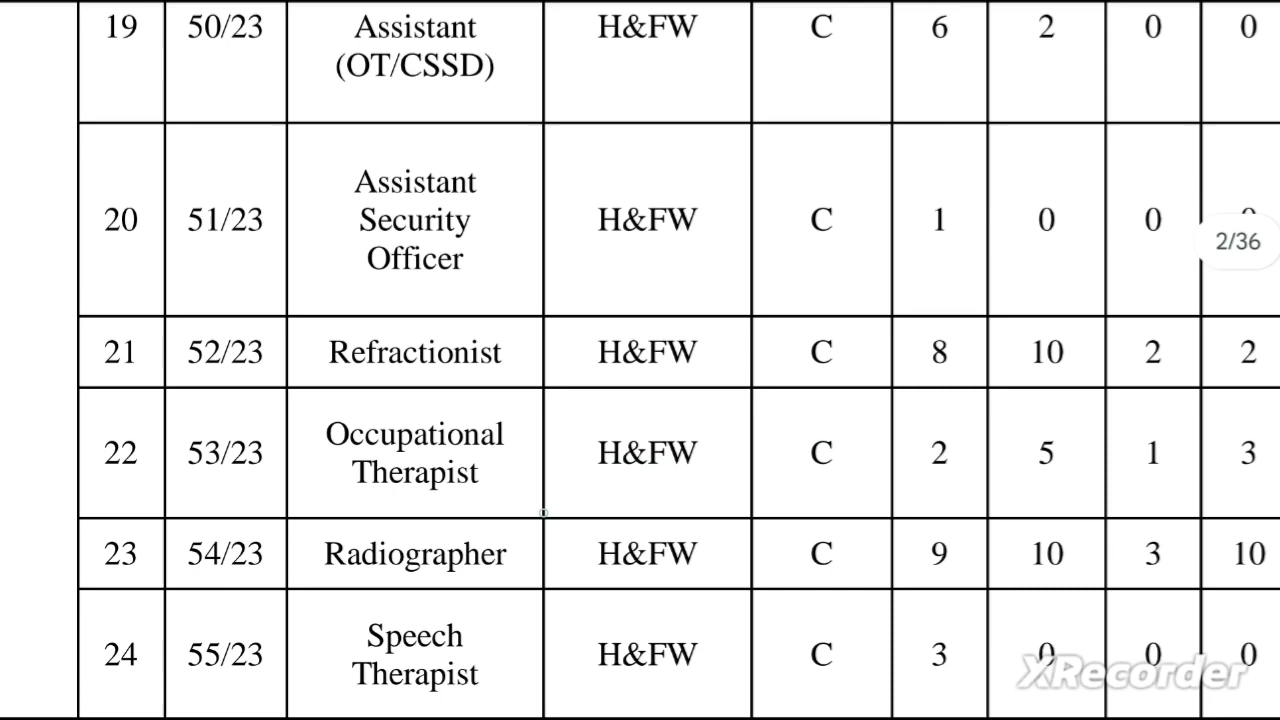 19 50/23 Assistant H&FW C 6 2 0 0
(OT/CSSD)
Assistant
20 51/23 Security H&FW C 1 0 0
Officer
2/36
21 52/23 Refractionist H&FW C 8 10 2 2
Occupational
22 53/23 H&FW C 2 5 1 3
Therapist
23 54/23 Radiographer H&FW C 9 10 3 10
Speech
24 55/23 H&FW C 3 0 0 0
Therapist
XRecorder